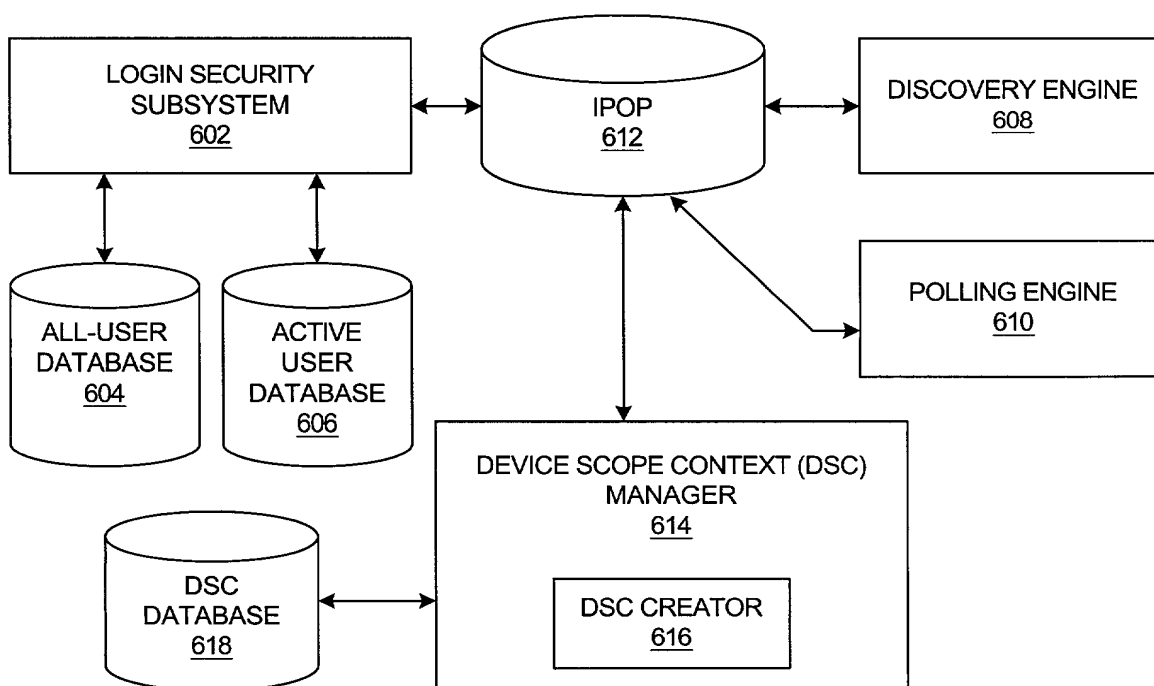 LOGIN SECURITY
SUBSYSTEM
602
IPOP
612
DISCOVERY ENGINE
608
POLLING ENGINE
610
ALL-USER
DATABASE
604
ACTIVE
USER
DATABASE
606
DEVICE SCOPE CONTEXT (DSC)
MANAGER
614
DSC CREATOR
616
DSC
DATABASE
618